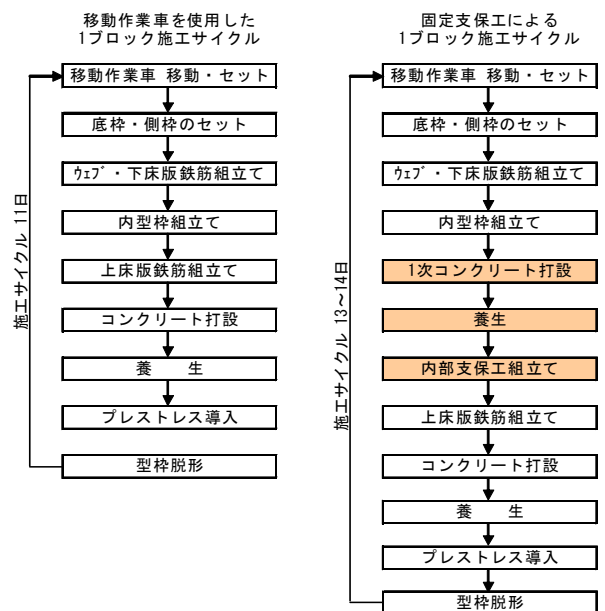 移動作業車を使用した
1ブロック施工サイクル
移動作業車 移動・セット
底枠・側枠のセット
ｳｪﾌﾞ・下床版鉄筋組立て
内型枠組立て
上床版鉄筋組立て
コンクリート打設
養　　生
プレストレス導入
型枠脱形
施工サイクル 11日
固定支保工による
1ブロック施工サイクル
移動作業車 移動・セット
底枠・側枠のセット
ｳｪﾌﾞ・下床版鉄筋組立て
内型枠組立て
1次コンクリート打設
養生
内部支保工組立て
上床版鉄筋組立て
コンクリート打設
養　　生
プレストレス導入
型枠脱形
施工サイクル 13~14日